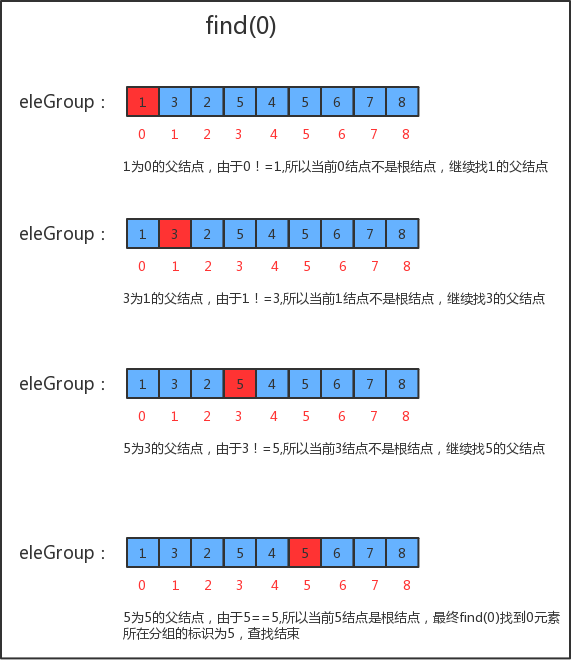 find(0)
eleGroup： 1 3 2 5 4 5 6 7 8
0 1 2 3 4 5 6 7 8
1为0的父结点，由于0！=1,所以当前0结点不是根结点，继续找1的父结点
eleGroup： 1 3 2 5 4 5 6 7 8
0 1 2 3 4 5 6 7 8
3为1的父结点，由于1！=3,所以当前1结点不是根结点，继续找3的父结点
eleGroup： 1 3 2 5 4 5 6 7 8
0 1 2 3 4 5 6 7 8
5为3的父结点，由于3！=5,所以当前3结点不是根结点，继续找5的父结点
eleGroup： 1 3 2 5 4 5 6 7 8
0 1 2 3 4 5 6 7 8
5为5的父结点，由于5==5,所以当前5结点是根结点，最终find(0)找到0元素
所在分组的标识为5，查找结束